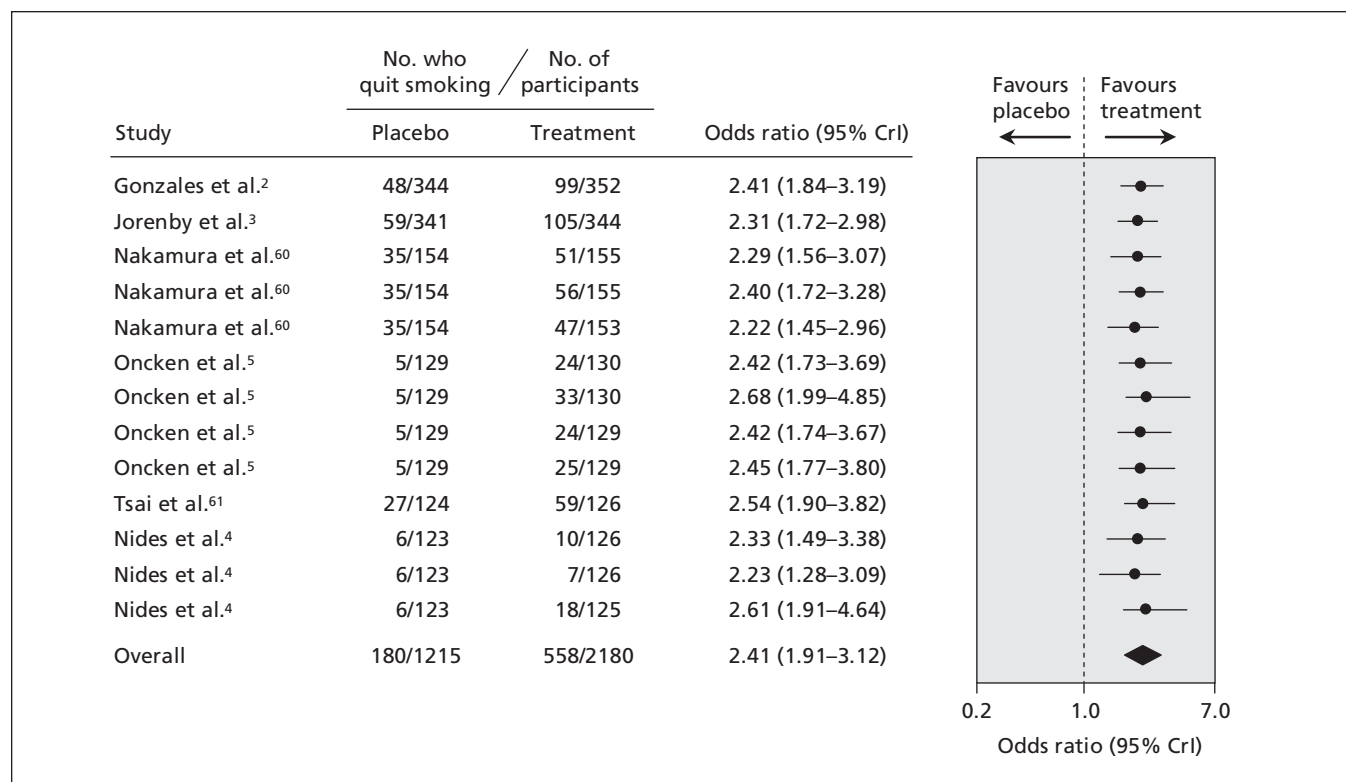 No. who quit smoking / No. of participants
Favours placebo Favours treatment
Study Placebo Treatment Odds ratio (95% CrI)
Gonzales et al.2 48/344 99/352 2.41 (1.84–3.19)
Jorenby et al.3 59/341 105/344 2.31 (1.72–2.98)
Nakamura et al.60 35/154 51/155 2.29 (1.56–3.07)
Nakamura et al.60 35/154 56/155 2.40 (1.72–3.28)
Nakamura et al.60 35/154 47/153 2.22 (1.45–2.96)
Oncken et al.5 5/129 24/130 2.42 (1.73–3.69)
Oncken et al.5 5/129 33/130 2.68 (1.99–4.85)
Oncken et al.5 5/129 24/129 2.42 (1.74–3.67)
Oncken et al.5 5/129 25/129 2.45 (1.77–3.80)
Tsai et al.61 27/124 59/126 2.54 (1.90–3.82)
Nides et al.4 6/123 10/126 2.33 (1.49–3.38)
Nides et al.4 6/123 7/126 2.23 (1.28–3.09)
Nides et al.4 6/123 18/125 2.61 (1.91–4.64)
Overall 180/1215 558/2180 2.41 (1.91–3.12)
0.2 1.0 7.0
Odds ratio (95% CrI)